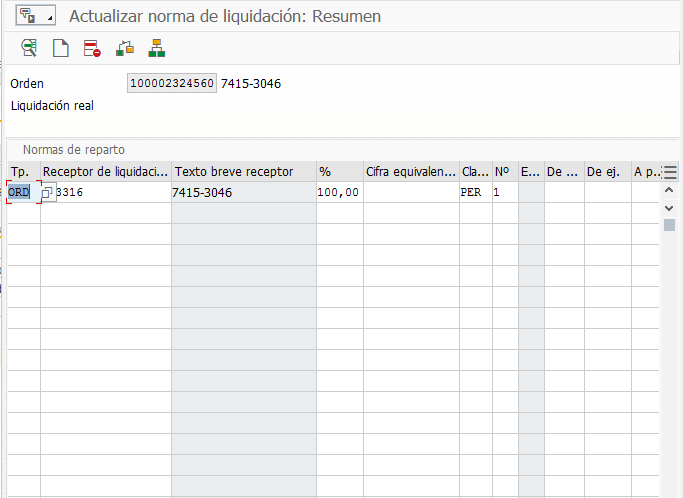 Actualizar norma de liquidación: Resumen
Orden 100002324560 7415-3046
Liquidación real
Normas de reparto
Tp. Receptor de liquidaci... Texto breve receptor % Cifra equivalen... Cla... Nº E... De ... De ej. A p...
ORD 3316 7415-3046 100,00 PER 1